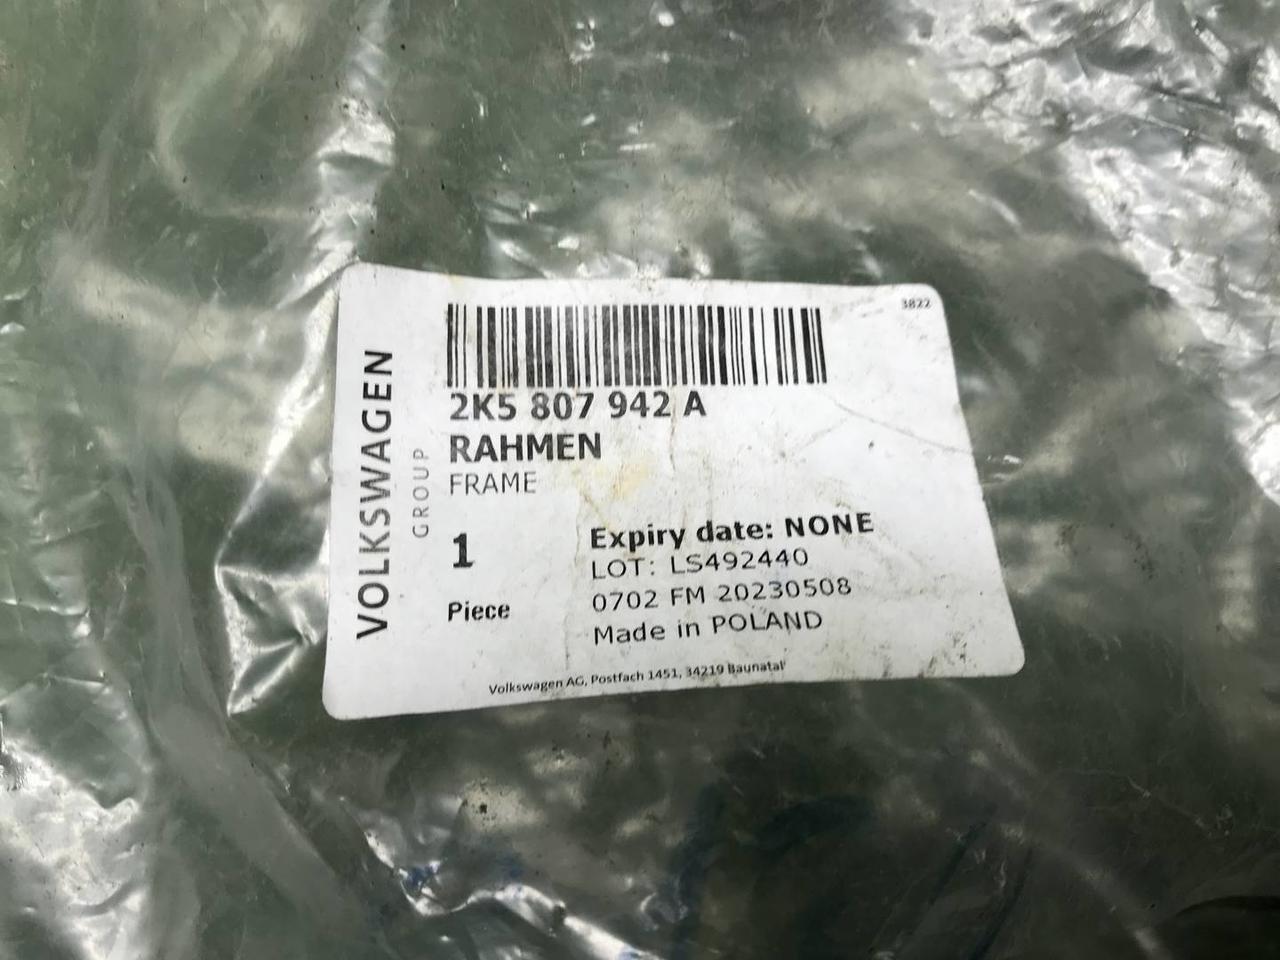 3822
VOLKSWAGEN
GROUP
2K5 807 942 A
RAHMEN
FRAME
1
Piece
Expiry date: NONE
LOT: LS492440
0702 FM 20230508
Made in POLAND
Volkswagen AG, Postfach 1451, 34219 Baunatal